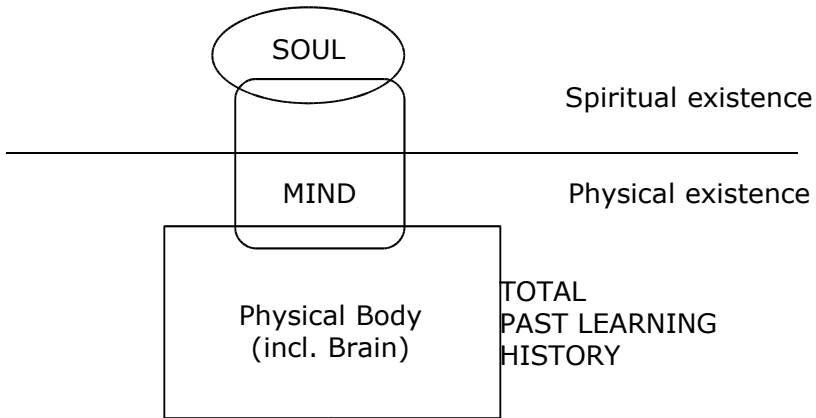 SOUL
Spiritual existence
MIND
Physical existence
Physical Body
(incl. Brain)
TOTAL
PAST LEARNING
HISTORY